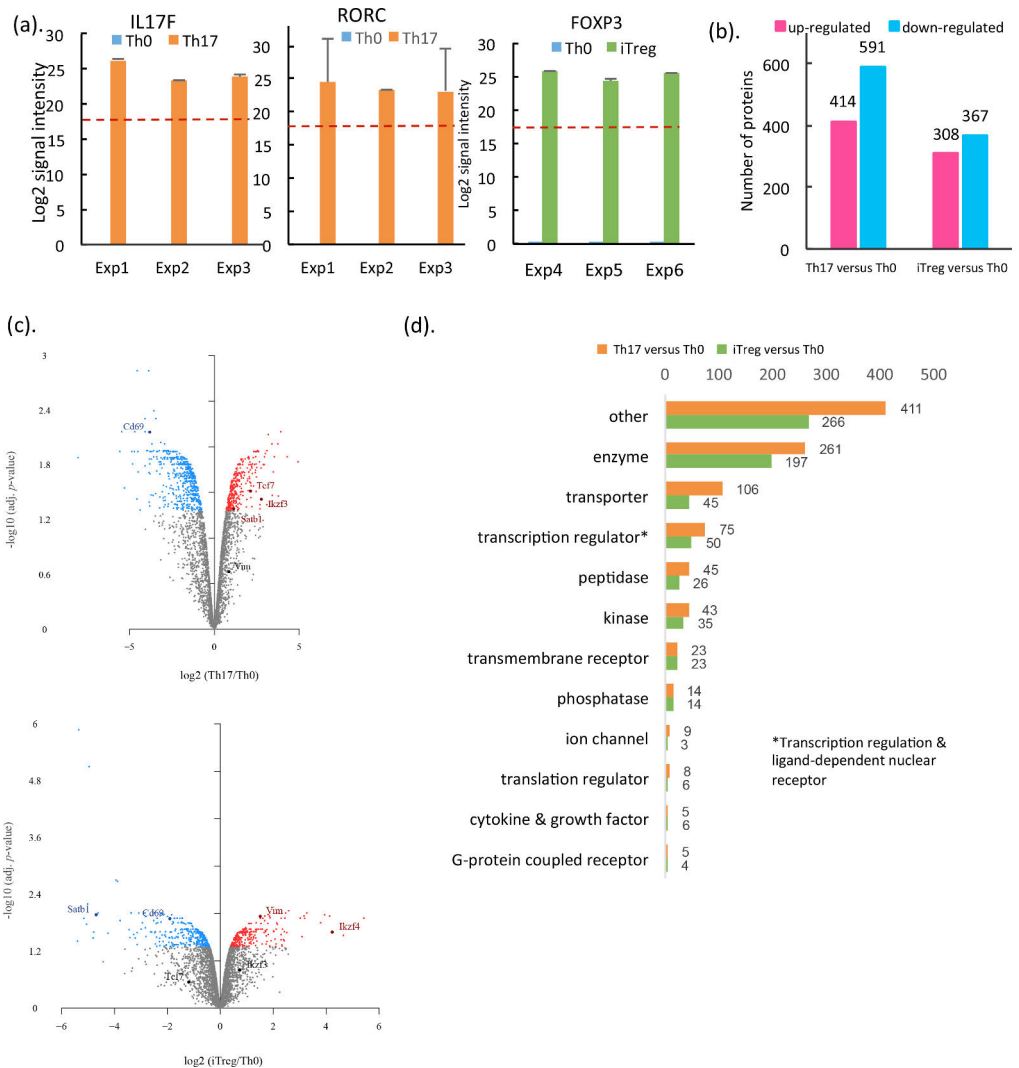 (a).
IL17F
Th0 Th17
Log2 signal intensity
30
25
20
15
10
5
0
Exp1 Exp2 Exp3
RORC
Th0 Th17
30
25
20
15
10
5
0
Exp1 Exp2 Exp3
FOXP3
Th0 iTreg
Log2 signal intensity
30
25
20
15
10
5
0
Exp4 Exp5 Exp6
(b).
up-regulated down-regulated
Number of proteins
600
400
200
0
414 591
308 367
Th17 versus Th0 iTreg versus Th0
(c).
-log10 (adj. p-value)
3
2.4
1.8
1.2
0.6
0
Cd69
Tcf7
Ikzf3
Satb1
Vim
−5 0 5
log2 (Th17/Th0)
-log10 (adj. p-value)
6
4.8
3.6
2.4
1.2
0
Satb1
Cd69
Vim
Ikzf4
Tcf7
Ikzf3
−6 −4 −2 0 2 4 6
log2 (iTreg/Th0)
(d).
Th17 versus Th0 iTreg versus Th0
0 100 200 300 400 500
other 411
266
enzyme 261
197
transporter 106
45
transcription regulator* 75
50
peptidase 45
26
kinase 43
35
transmembrane receptor 23
23
phosphatase 14
14
ion channel 9
3
translation regulator 8
6
cytokine & growth factor 5
6
G-protein coupled receptor 5
4
*Transcription regulation &
ligand-dependent nuclear
receptor